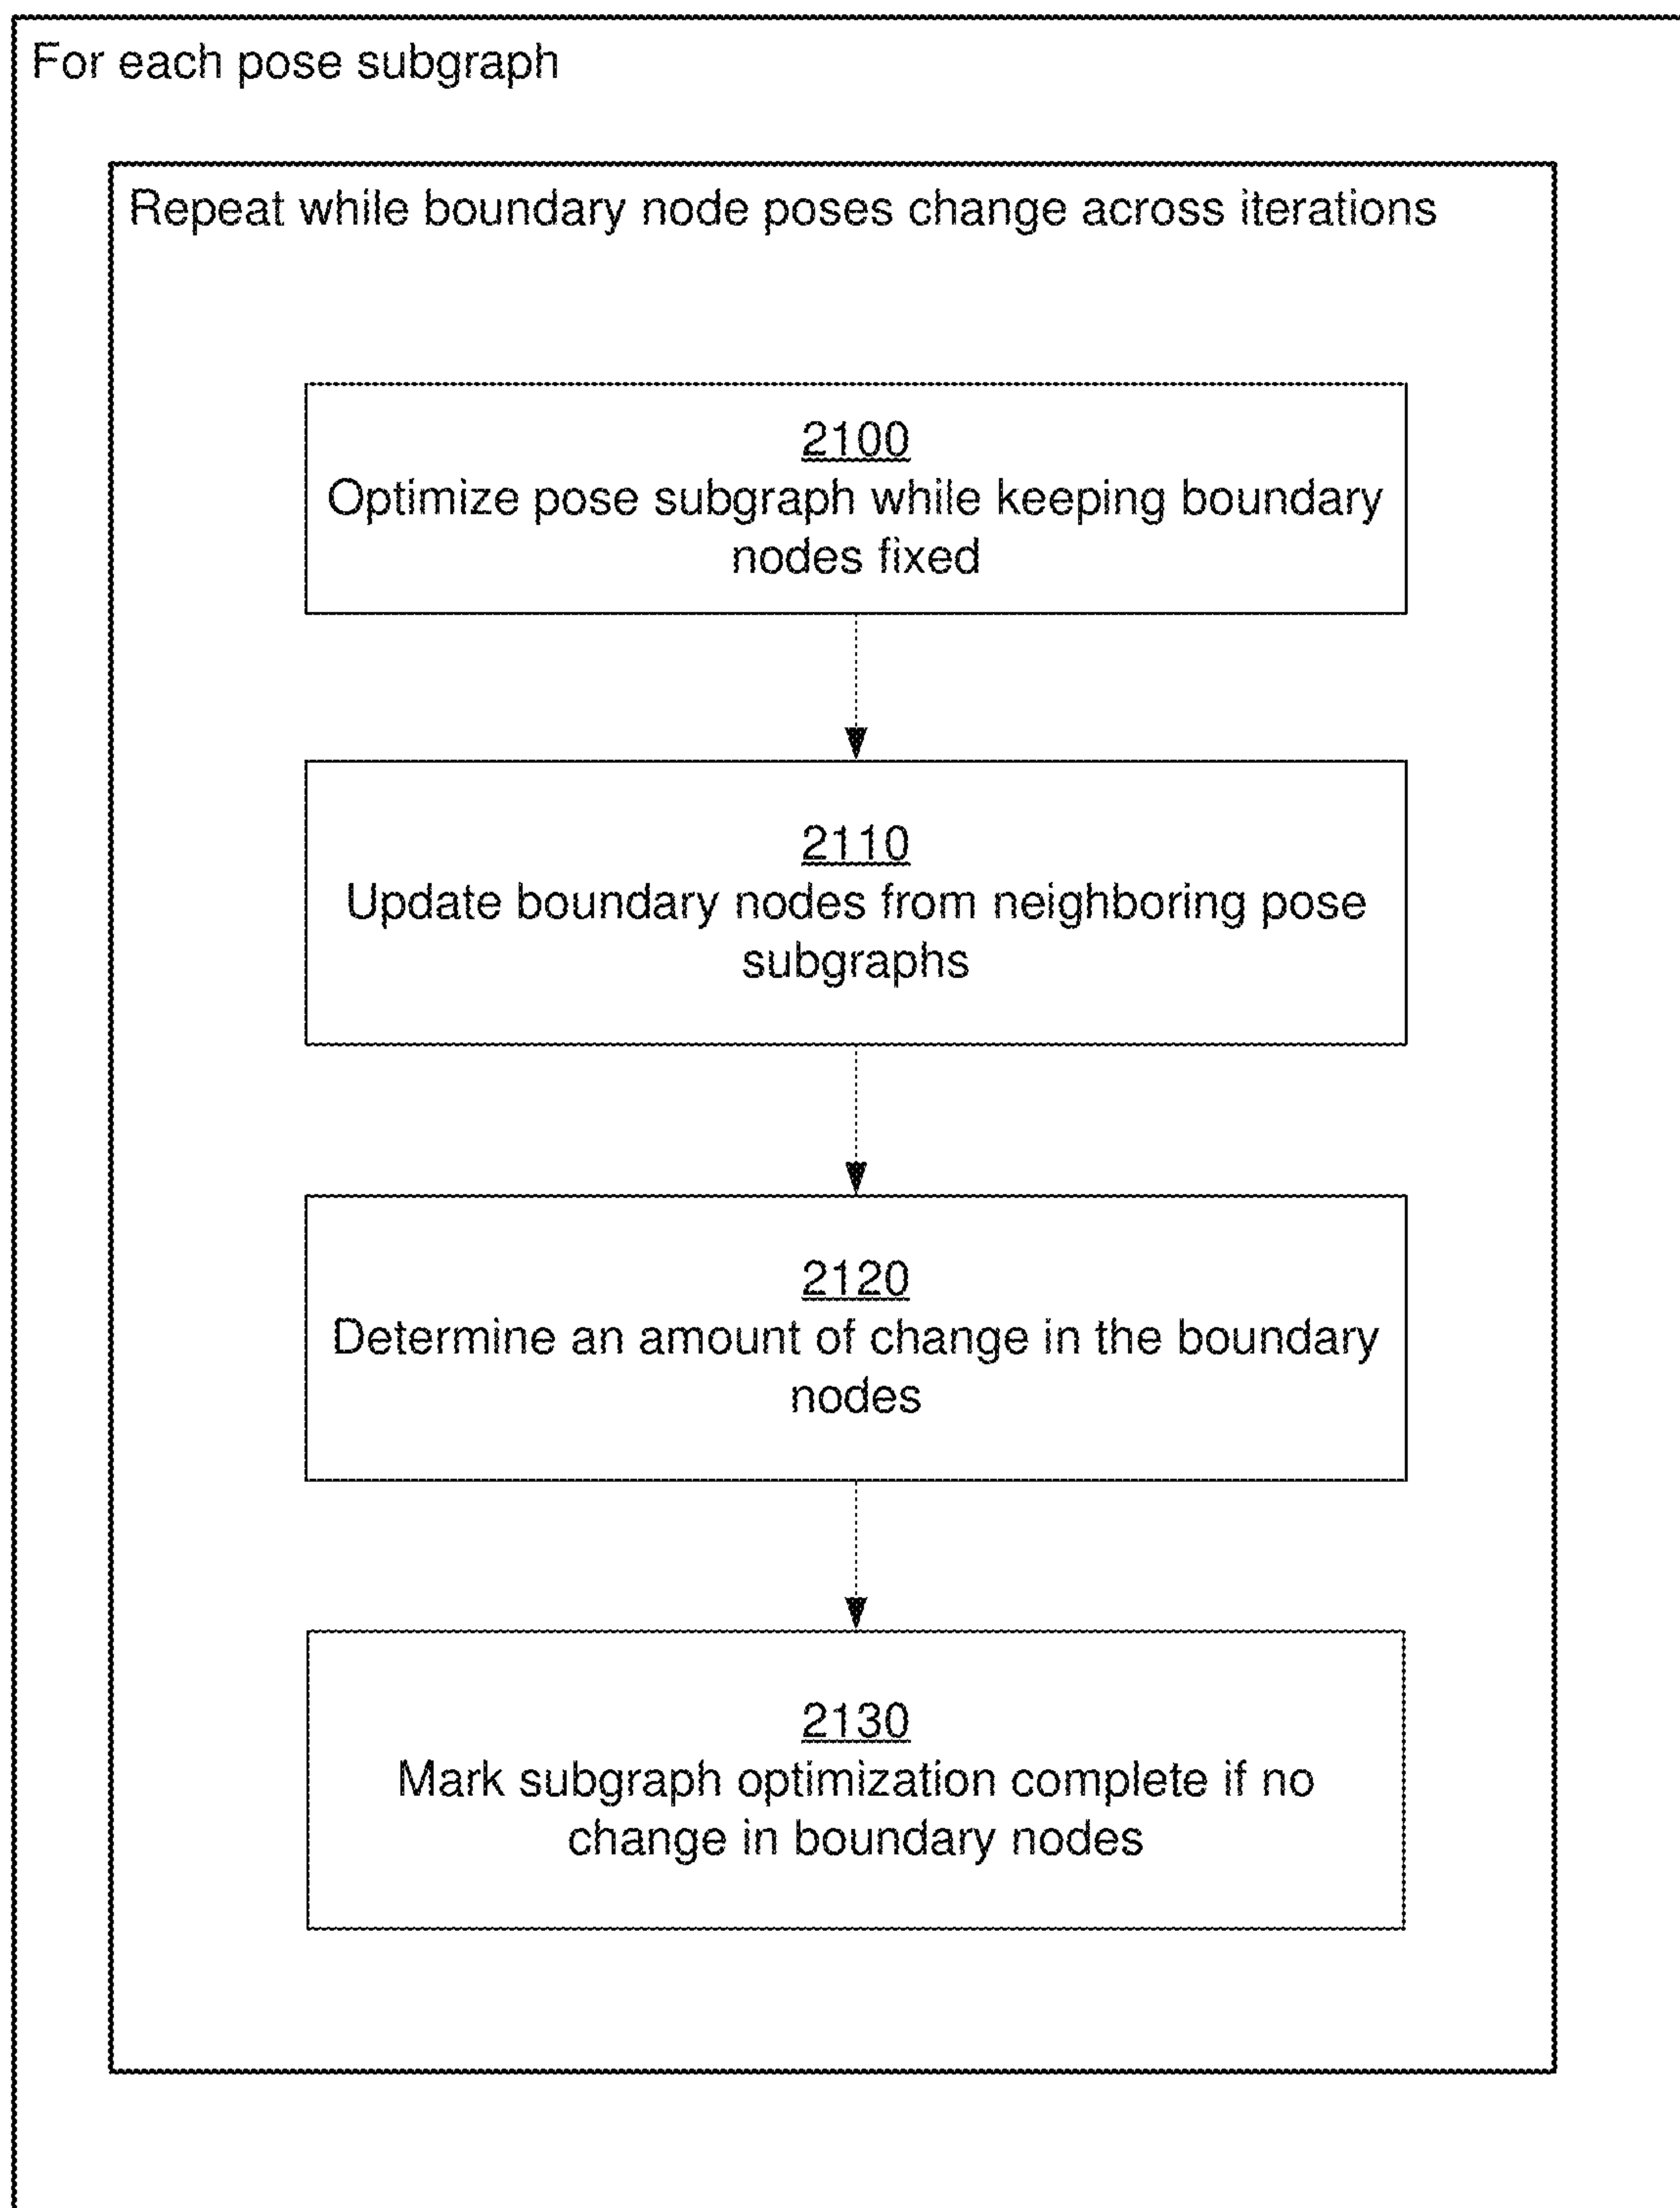 For each pose subgraph
Repeat while boundary node poses change across iterations
2100
Optimize pose subgraph while keeping boundary
nodes fixed
2110
Update boundary nodes from neighboring pose
subgraphs
2120
Determine an amount of change in the boundary
nodes
2130
Mark subgraph optimization complete if no
change in boundary nodes